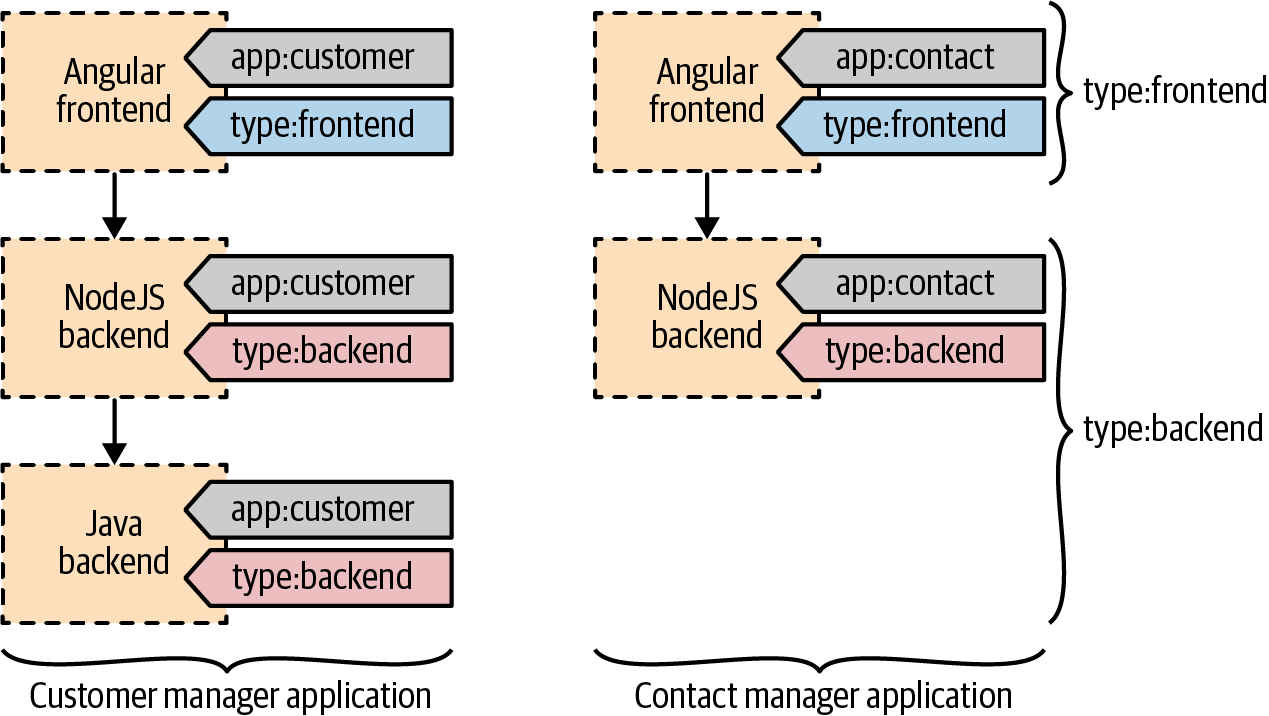 Angular
frontend
app:customer
type:frontend
Angular
frontend
app:contact
type:frontend
type:frontend
NodeJS
backend
app:customer
type:backend
NodeJS
backend
app:contact
type:backend
type:backend
Java
backend
app:customer
type:backend
Customer manager application
Contact manager application